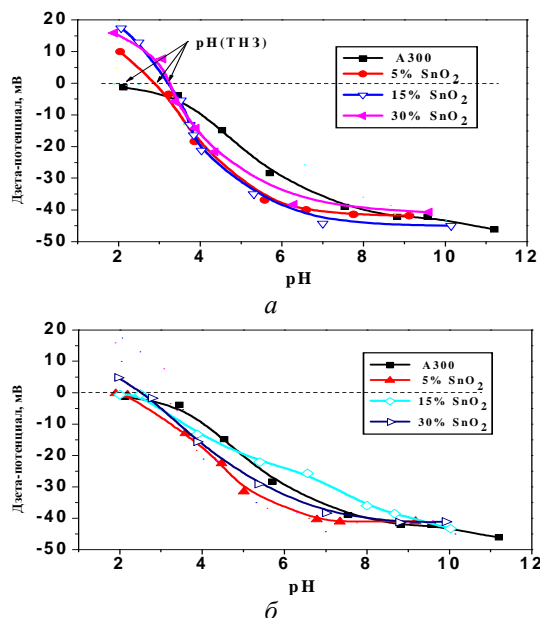 20
10
0
-10
-20
-30
-40
-50
Дзета-потенциал, мВ
pH(ТНЗ)
A300
5% SnO2
15% SnO2
30% SnO2
2 4 6 8 10 12
pH
а
20
10
0
-10
-20
-30
-40
-50
Дзета-потенциал, мВ
A300
5% SnO2
15% SnO2
30% SnO2
2 4 6 8 10 12
pH
б